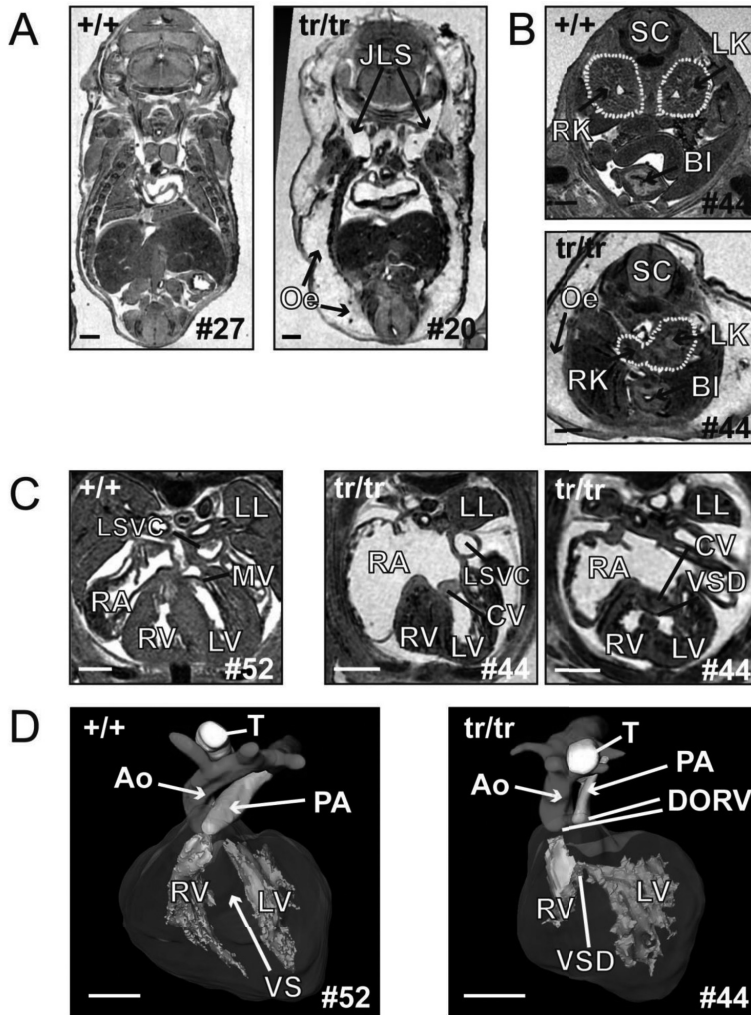 A
+/+
#27
tr/tr
JLS
Oe
#20
B
+/+
SC
LK
RK
BI
#44
tr/tr
SC
Oe
LK
RK
BI
#44
C
+/+
LL
LSVC
MV
RA
RV
LV
#52
tr/tr
LL
RA
LSVC
CV
RV
LV
#44
tr/tr
LL
CV
RA
VSD
RV
LV
#44
D
+/+
T
Ao
PA
RV
LV
VS
#52
tr/tr
T
Ao
PA
DORV
RV
LV
VSD
#44